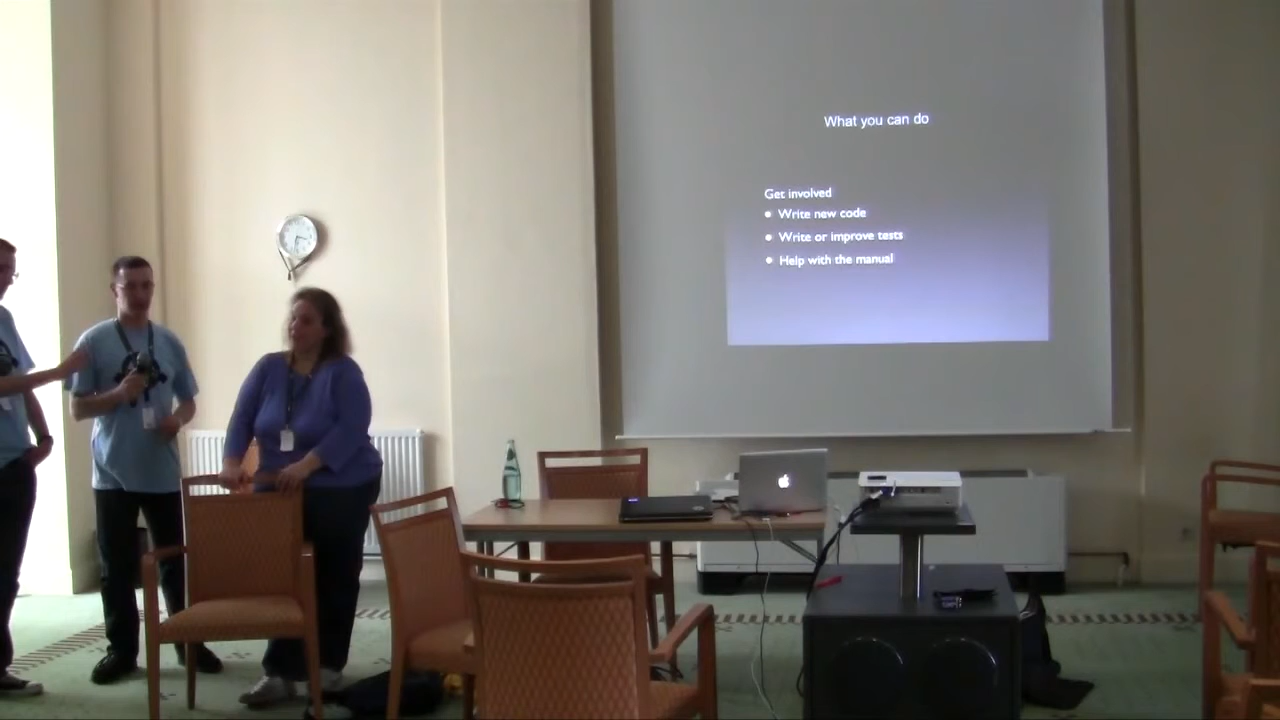 What you can do
Get involved
Write new code
Write or improve tests
Help with the manual